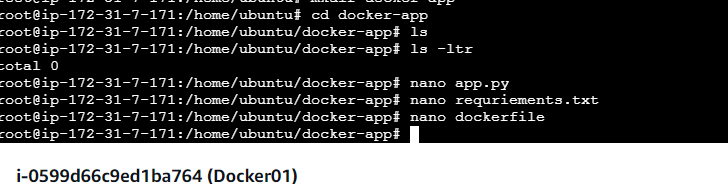 root@ip-172-31-7-171:/home/ubuntu# mkdir docker-app
root@ip-172-31-7-171:/home/ubuntu# cd docker-app
root@ip-172-31-7-171:/home/ubuntu/docker-app# ls
root@ip-172-31-7-171:/home/ubuntu/docker-app# ls -ltr
total 0
root@ip-172-31-7-171:/home/ubuntu/docker-app# nano app.py
root@ip-172-31-7-171:/home/ubuntu/docker-app# nano requriements.txt
root@ip-172-31-7-171:/home/ubuntu/docker-app# nano dockerfile
root@ip-172-31-7-171:/home/ubuntu/docker-app#
i-0599d66c9ed1ba764 (Docker01)